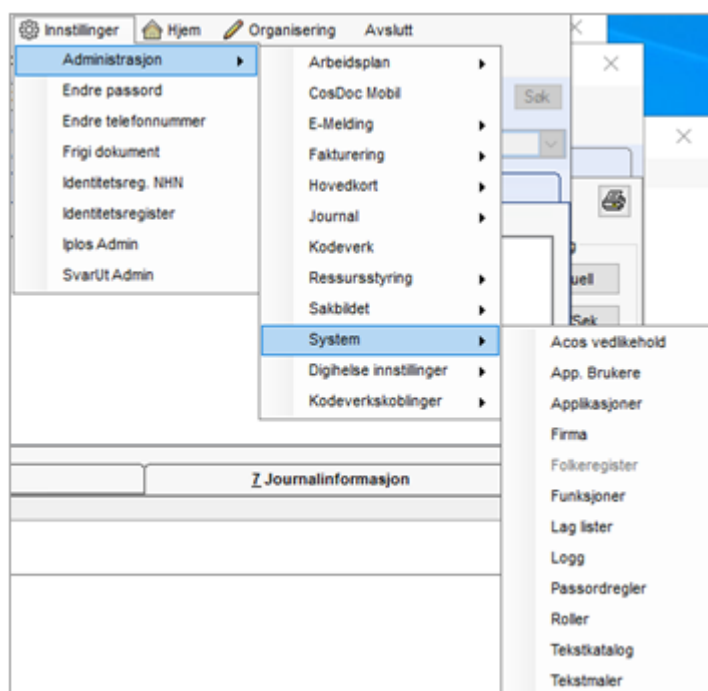 Innstillinger Hjem Organisering Avslutt
Administrasjon
Endre passord
Endre telefonnummer
Frigi dokument
Identitetsreg. NHN
Identitetsregister
Iplos Admin
SvarUt Admin
Arbeidsplan
CosDoc Mobil
E-Melding
Fakturering
Hovedkort
Journal
Kodeverk
Ressursstyring
Sakbildet
System
Digihelse innstillinger
Kodeverkskoblinger
Acos vedlikehold
App. Brukere
Applikasjoner
Firma
Folkeregister
Funksjoner
Lag lister
Logg
Passordregler
Roller
Tekstkatalog
Tekstmaler
Søk
uell
Søk
7 Journalinformasjon